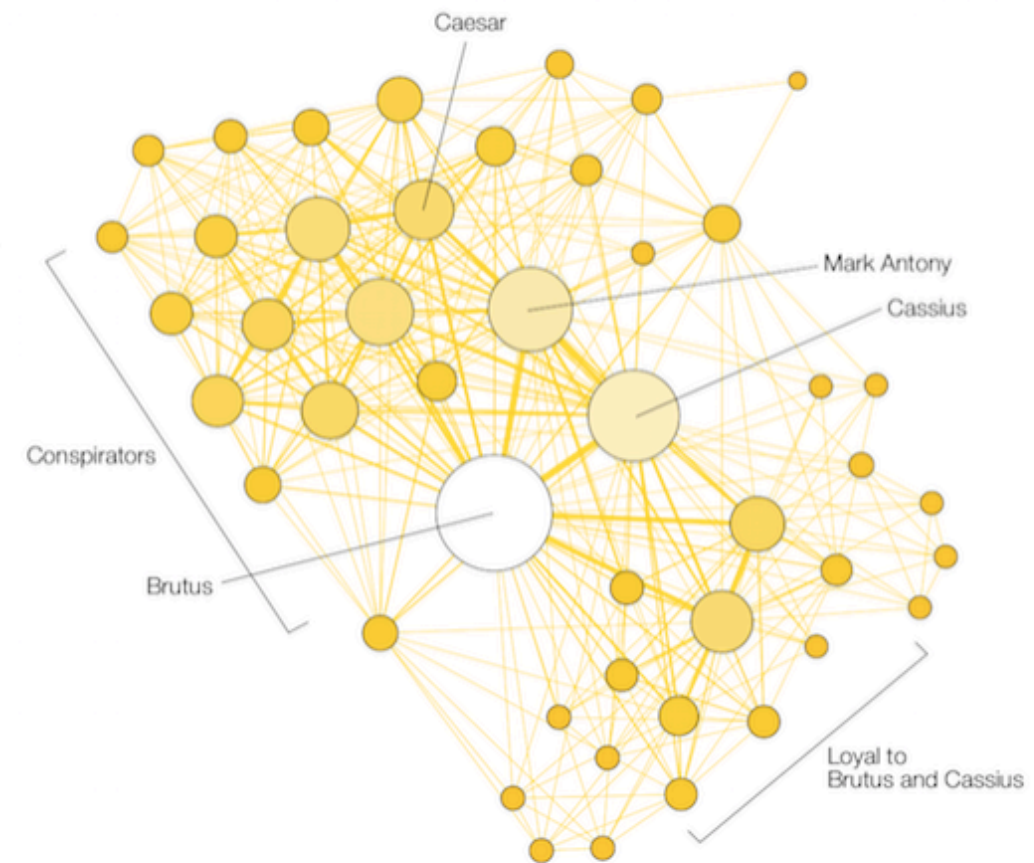 Caesar
Mark Antony
Cassius
Conspirators
Brutus
Loyal to
Brutus and Cassius